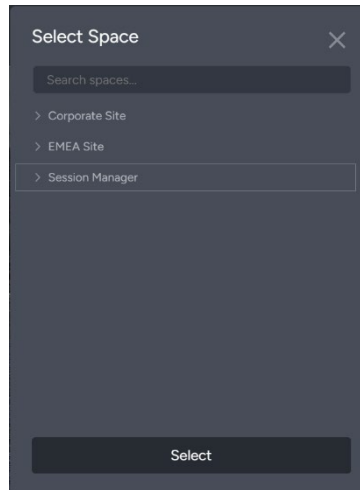 Select Space
Search spaces...
Corporate Site
EMEA Site
Session Manager
Select